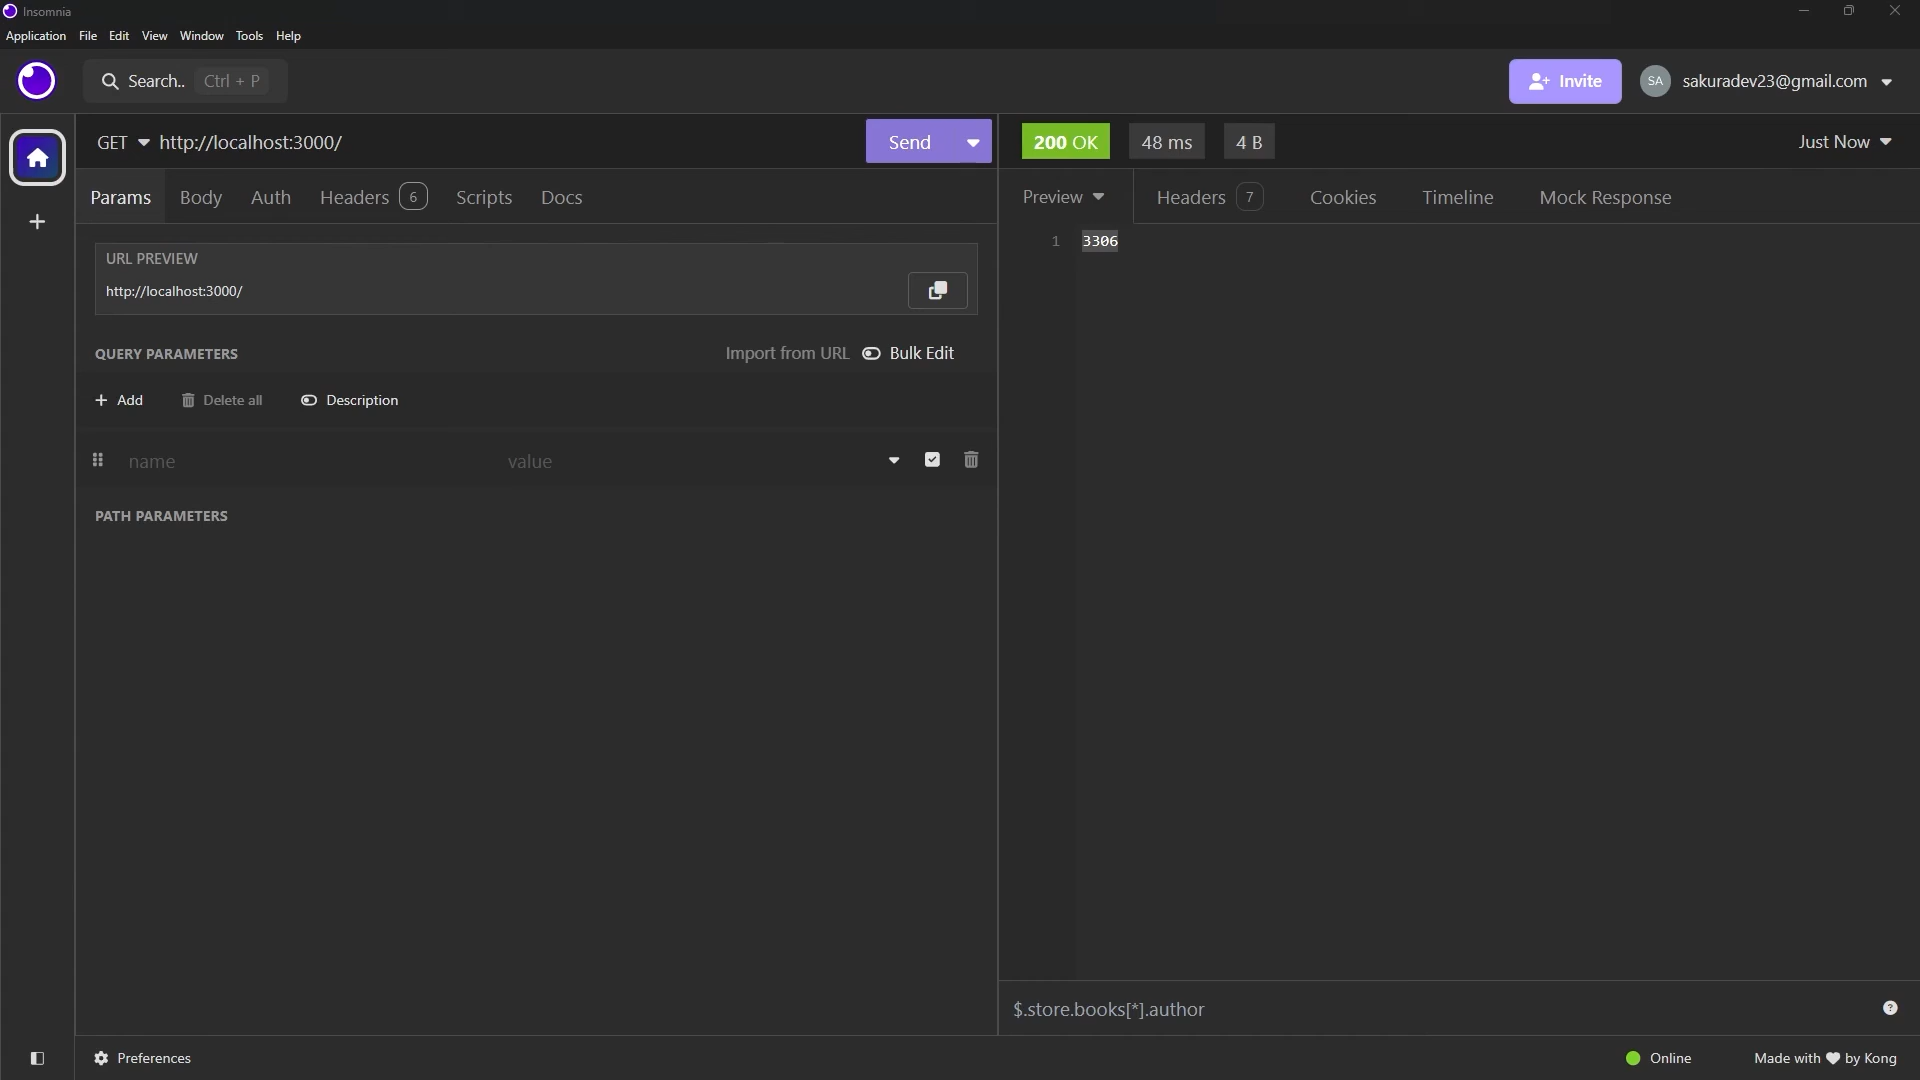 Insomnia
Application File Edit View Window Tools Help
Search.. Ctrl + P
Invite
SA
sakuradev23@gmail.com
GET http://localhost:3000/
Send
200 OK
48 ms
4 B
Just Now
Params Body Auth Headers 6 Scripts Docs
Preview Headers 7 Cookies Timeline Mock Response
URL PREVIEW
http://localhost:3000/
1 3306
QUERY PARAMETERS
Import from URL Bulk Edit
Add Delete all Description
name value
PATH PARAMETERS
$.store.books[*].author
?
Preferences
Online
Made with ♥ by Kong